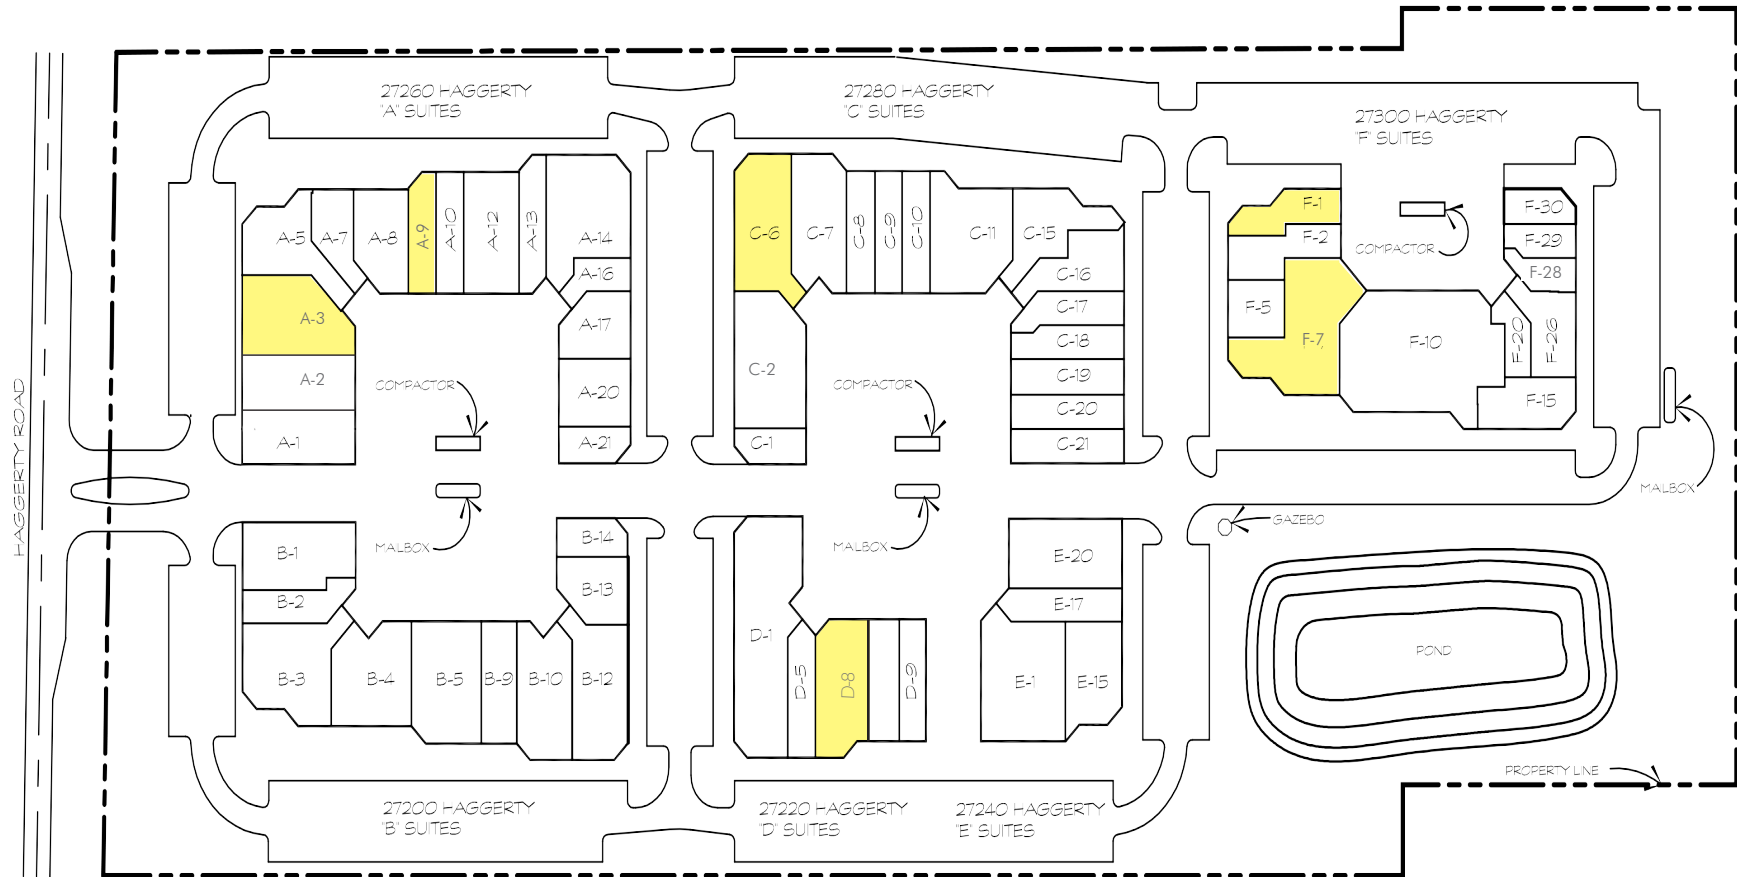 27260 HAGGERTY
"A" SUITES
27280 HAGGERTY
"C" SUITES
27300 HAGGERTY
"F" SUITES
HAGGERTY ROAD
A-5
A-7
A-8
A-9
A-10
A-12
A-13
A-14
A-16
A-3
A-17
A-2
A-20
A-1
A-21
COMPACTOR
MAILBOX
C-6
C-7
C-8
C-9
C-10
C-11
C-15
C-16
C-17
C-18
C-2
C-19
C-20
C-1
C-21
COMPACTOR
MAILBOX
F-1
F-2
F-5
F-7
F-10
COMPACTOR
F-30
F-29
F-28
F-20
F-26
F-15
MAILBOX
GAZEBO
B-1
B-2
B-3
B-4
B-5
B-9
B-10
B-12
B-13
B-14
D-1
D-5
D-8
D-9
E-20
E-17
E-1
E-15
POND
PROPERTY LINE
27200 HAGGERTY
"B" SUITES
27220 HAGGERTY
"D" SUITES
27240 HAGGERTY
"E" SUITES